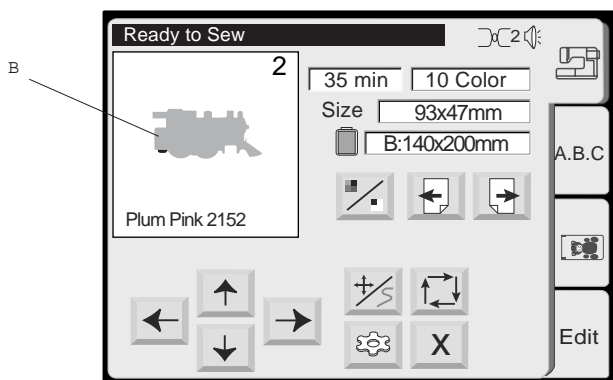 Ready to Sew
2
B
2
35 min
10 Color
Size
93x47mm
B:140x200mm
A.B.C
Plum Pink 2152
X
Edit